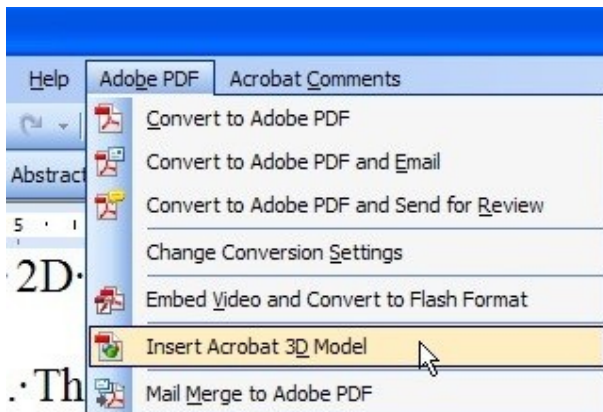 Help Adobe PDF Acrobat Comments
Convert to Adobe PDF
Convert to Adobe PDF and Email
Abstract
Convert to Adobe PDF and Send for Review
5
Change Conversion Settings
2D
Embed Video and Convert to Flash Format
Insert Acrobat 3D Model
. Th
Mail Merge to Adobe PDF